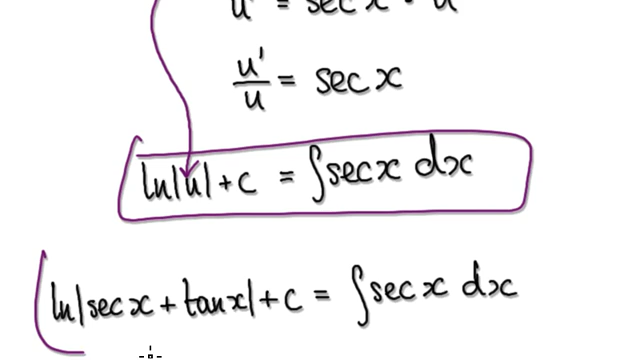 u' = sec x · u
u'/u = sec x
ln|u| + c = ∫ sec x dx
ln|sec x + tan x| + c = ∫ sec x dx